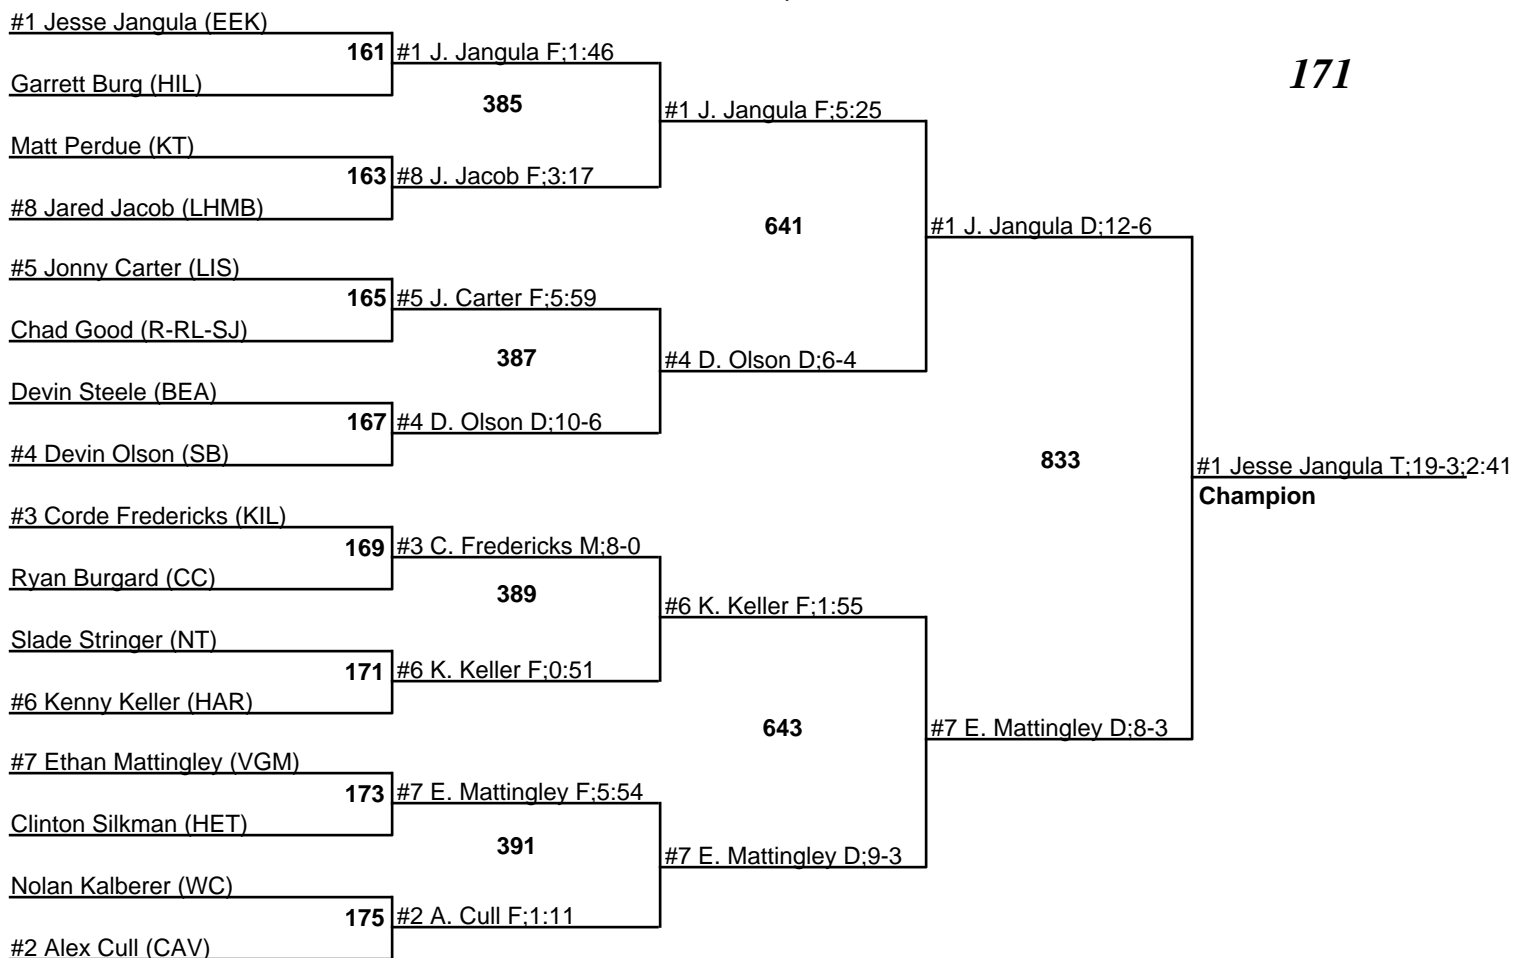 #1 Jesse Jangula (EEK)
161 #1 J. Jangula F;1:46
171
Garrett Burg (HIL)
385
#1 J. Jangula F;5:25
Matt Perdue (KT)
163 #8 J. Jacob F;3:17
#8 Jared Jacob (LHMB)
641
#1 J. Jangula D;12-6
#5 Jonny Carter (LIS)
165 #5 J. Carter F;5:59
Chad Good (R-RL-SJ)
387
#4 D. Olson D;6-4
Devin Steele (BEA)
167 #4 D. Olson D;10-6
#4 Devin Olson (SB)
833
#1 Jesse Jangula T;19-3;2:41
Champion
#3 Corde Fredericks (KIL)
169 #3 C. Fredericks M;8-0
Ryan Burgard (CC)
389
#6 K. Keller F;1:55
Slade Stringer (NT)
171 #6 K. Keller F;0:51
#6 Kenny Keller (HAR)
643
#7 E. Mattingley D;8-3
#7 Ethan Mattingley (VGM)
173 #7 E. Mattingley F;5:54
Clinton Silkman (HET)
391
#7 E. Mattingley D;9-3
Nolan Kalberer (WC)
175 #2 A. Cull F;1:11
#2 Alex Cull (CAV)